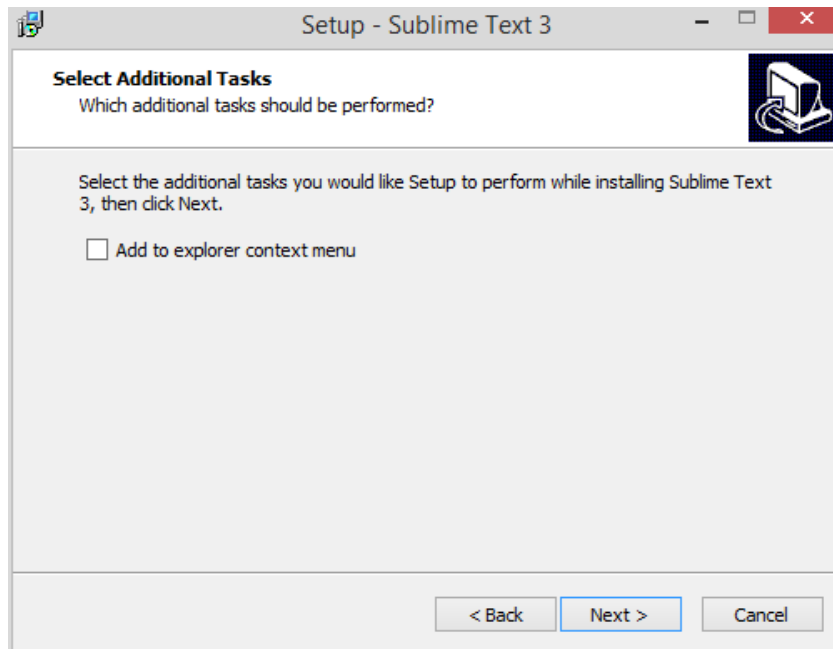 Setup - Sublime Text 3
Select Additional Tasks
Which additional tasks should be performed?
Select the additional tasks you would like Setup to perform while installing Sublime Text
3, then click Next.
Add to explorer context menu
< Back
Next >
Cancel